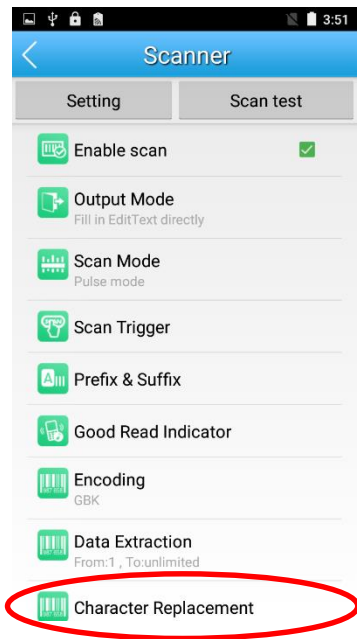 3:51
Scanner
Setting
Scan test
Enable scan
Output Mode
Fill in EditText directly
Scan Mode
Pulse mode
Scan Trigger
Prefix & Suffix
Good Read Indicator
Encoding
GBK
Data Extraction
From:1 , To:unlimited
Character Replacement